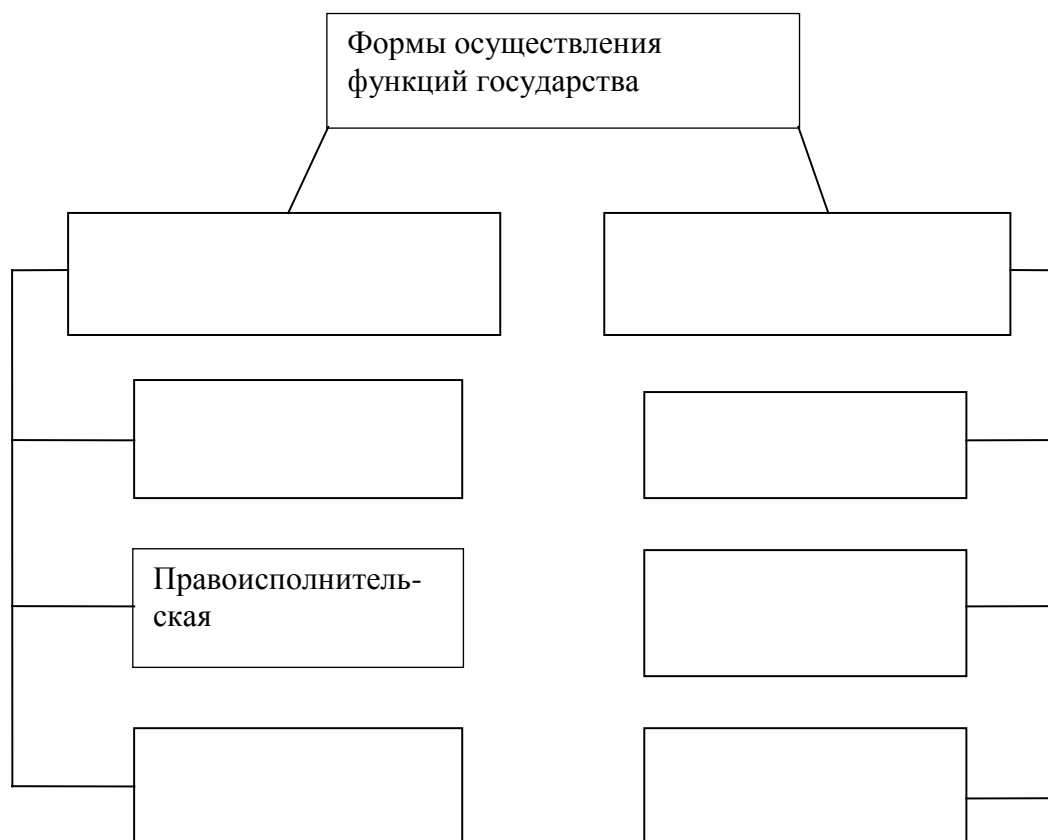 Формы осуществления
функций государства
Правоисполнитель-
ская